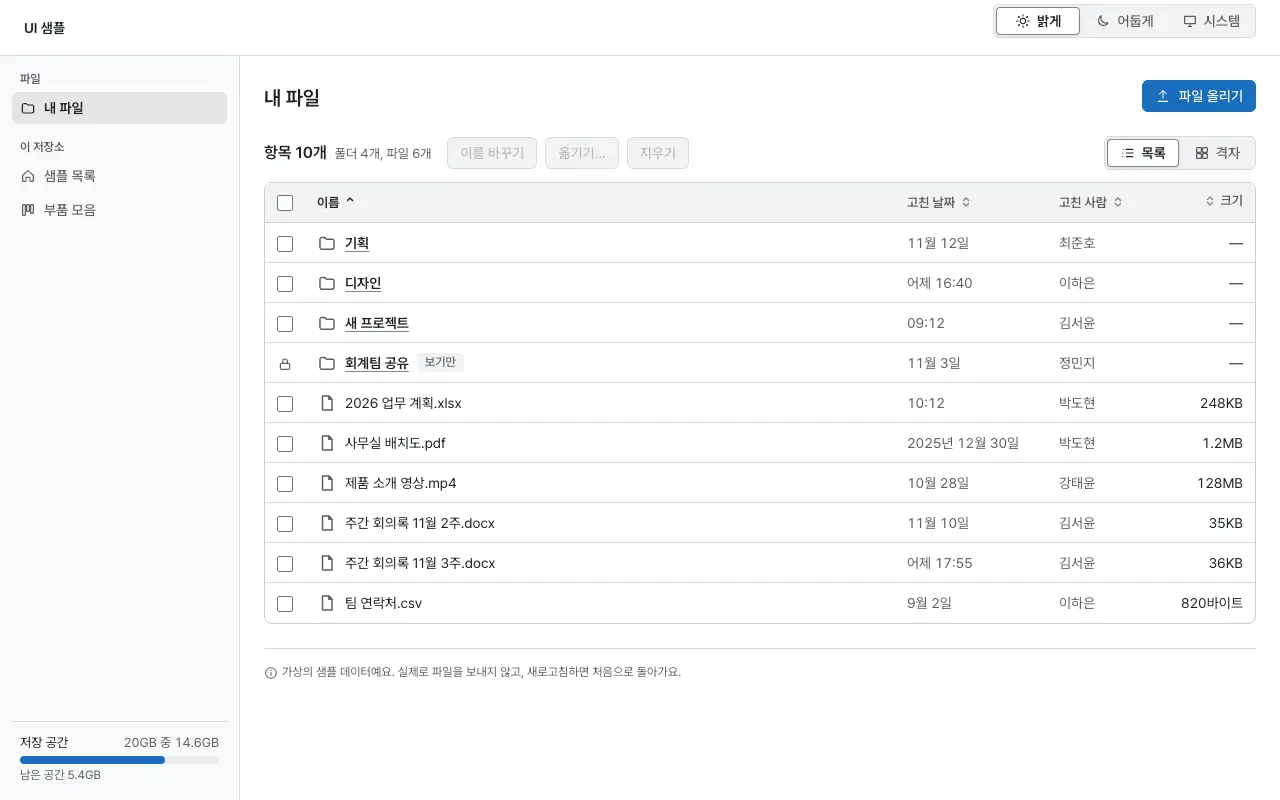 UI 샘플
밝게 어둡게 시스템
파일
내 파일
이 저장소
샘플 목록
부품 모음
저장 공간 20GB 중 14.6GB
남은 공간 5.4GB
내 파일 파일 올리기
항목 10개 폴더 4개, 파일 6개 이름 바꾸기 옮기기... 지우기 목록 격자
이름 고친 날짜 고친 사람 크기
기획 11월 12일 최준호 —
디자인 어제 16:40 이하은 —
새 프로젝트 09:12 김서윤 —
회계팀 공유 보기만 11월 3일 정민지 —
2026 업무 계획.xlsx 10:12 박도현 248KB
사무실 배치도.pdf 2025년 12월 30일 박도현 1.2MB
제품 소개 영상.mp4 10월 28일 강태윤 128MB
주간 회의록 11월 2주.docx 11월 10일 김서윤 35KB
주간 회의록 11월 3주.docx 어제 17:55 김서윤 36KB
팀 연락처.csv 9월 2일 이하은 820바이트
가상의 샘플 데이터예요. 실제로 파일을 보내지 않고, 새로고침하면 처음으로 돌아가요.